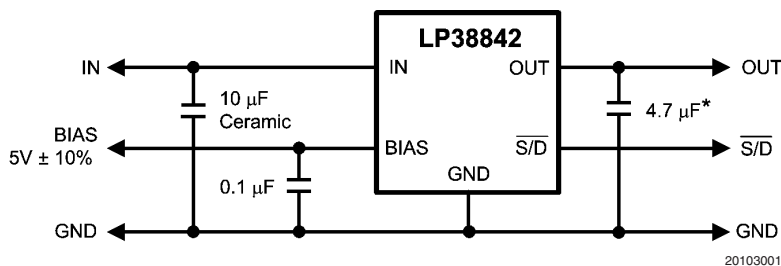 LP38842
IN
IN
OUT
OUT
10 μF
Ceramic
4.7 μF*
BIAS
5V ± 10%
BIAS
S/D
S/D
0.1 μF
GND
GND
GND
20103001